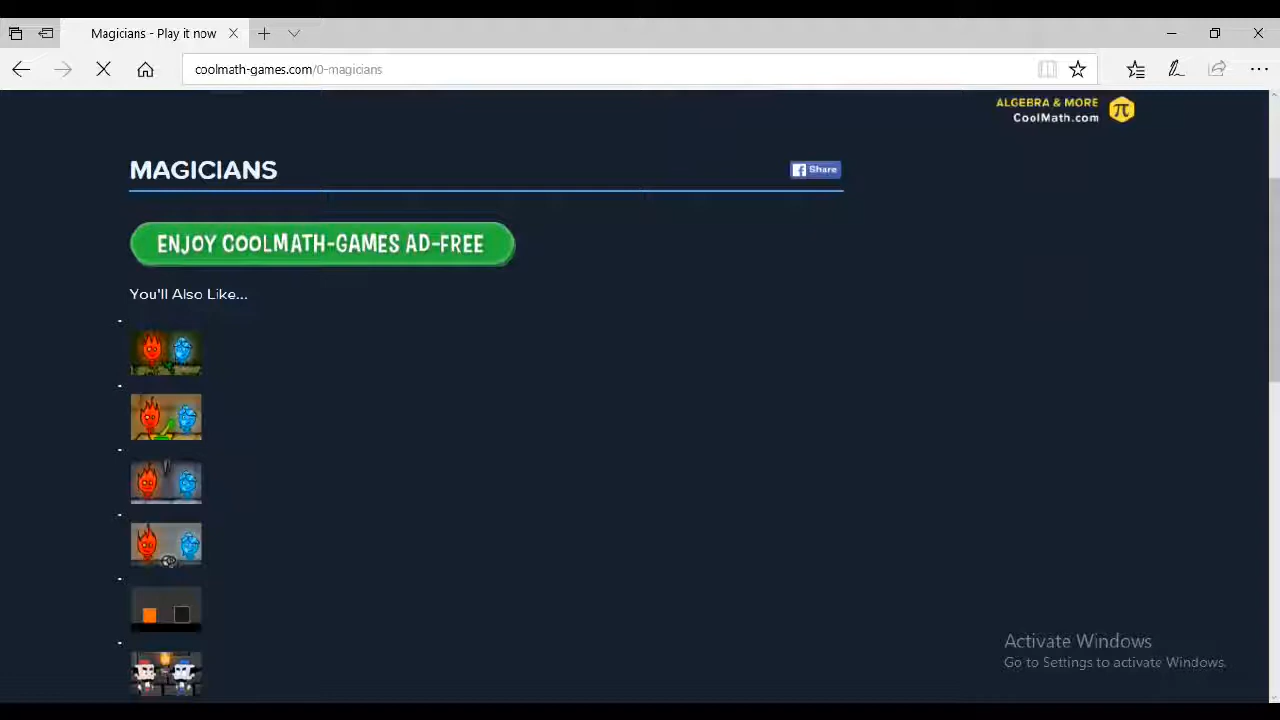 Magicians - Play it now
coolmath-games.com/0-magicians
ALGEBRA & MORE
CoolMath.com
π
MAGICIANS
f Share
ENJOY COOLMATH-GAMES AD-FREE
You'll Also Like...
Activate Windows
Go to Settings to activate Windows.